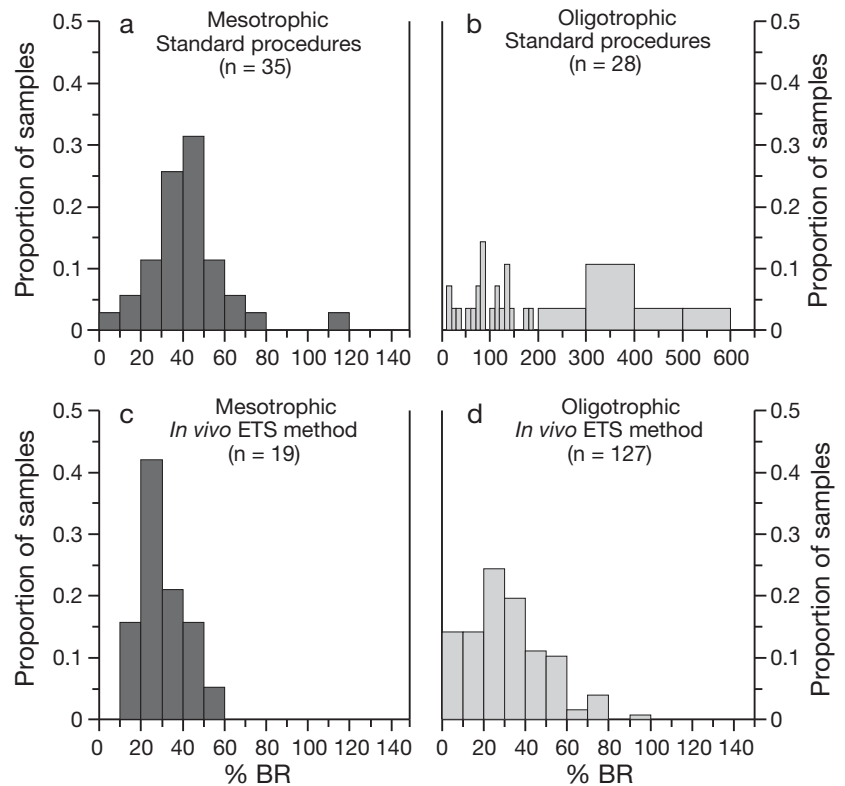 a
Mesotrophic
Standard procedures
(n = 35)
Proportion of samples
0.5
0.4
0.3
0.2
0.1
0
0 20 40 60 80 100 120 140
b
Oligotrophic
Standard procedures
(n = 28)
0.5
0.4
0.3
0.2
0.1
0
Proportion of samples
0 100 200 300 400 500 600
c
Mesotrophic
In vivo ETS method
(n = 19)
Proportion of samples
0.5
0.4
0.3
0.2
0.1
0
0 20 40 60 80 100 120 140
% BR
d
Oligotrophic
In vivo ETS method
(n = 127)
0.5
0.4
0.3
0.2
0.1
0
Proportion of samples
0 20 40 60 80 100 120 140
% BR